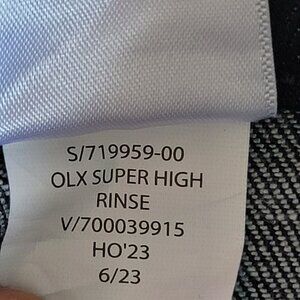 S/719959-00
OLX SUPER HIGH
RINSE
V/700039915
HO'23
6/23